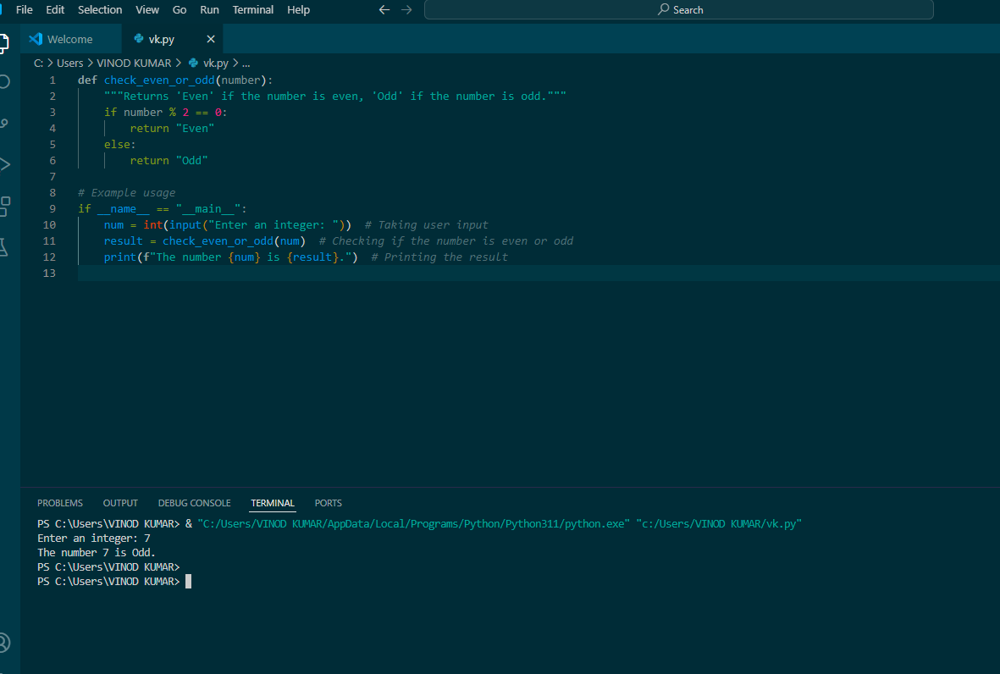 File Edit Selection View Go Run Terminal Help Search
Welcome vk.py
C: > Users > VINOD KUMAR > vk.py > ...
1 def check_even_or_odd(number):
2     """Returns 'Even' if the number is even, 'Odd' if the number is odd."""
3     if number % 2 == 0:
4         return "Even"
5     else:
6         return "Odd"
7
8 # Example usage
9 if __name__ == "__main__":
10     num = int(input("Enter an integer: "))  # Taking user input
11     result = check_even_or_odd(num)  # Checking if the number is even or odd
12     print(f"The number {num} is {result}.")  # Printing the result
13
PROBLEMS OUTPUT DEBUG CONSOLE TERMINAL PORTS
PS C:\Users\VINOD KUMAR> & "C:/Users/VINOD KUMAR/AppData/Local/Programs/Python/Python311/python.exe" "c:/Users/VINOD KUMAR/vk.py"
Enter an integer: 7
The number 7 is Odd.
PS C:\Users\VINOD KUMAR>
PS C:\Users\VINOD KUMAR>